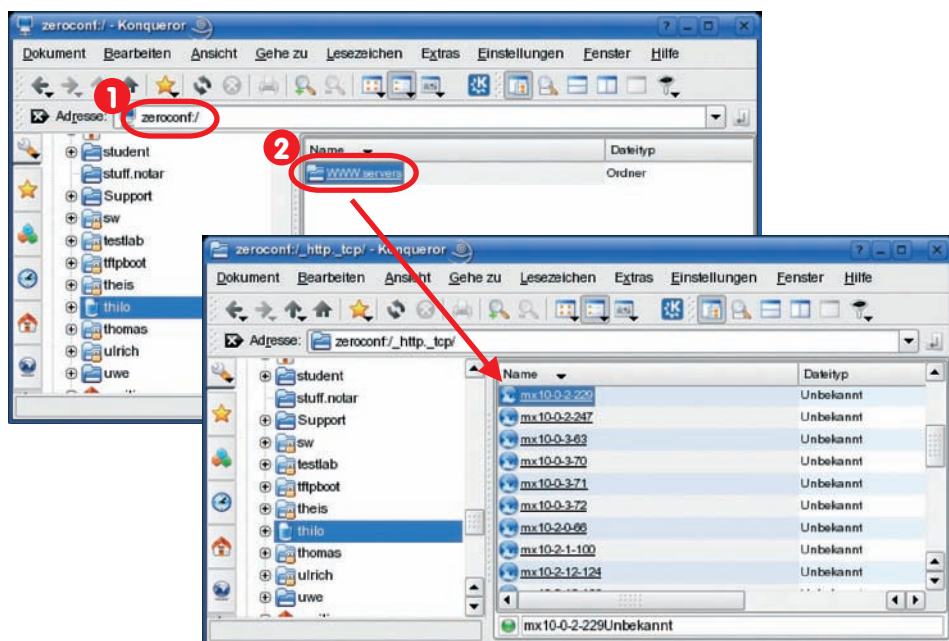 zeroconf:/ - Konqueror
Dokument Bearbeiten Ansicht Gehe zu Lesezeichen Extras Einstellungen Fenster Hilfe
1
Adresse: zeroconf:/
2
Name Dateityp
WWW servers Ordner
student
stuff.notar
Support
sw
testlab
tftpboot
theis
thilo
thomas
ulrich
uwe
zeroconf:/_http._tcp/ - Konqueror
Dokument Bearbeiten Ansicht Gehe zu Lesezeichen Extras Einstellungen Fenster Hilfe
Adresse: zeroconf:/_http._tcp/
student
stuff.notar
Support
sw
testlab
tftpboot
theis
thilo
thomas
ulrich
uwe
Name Dateityp
mx10-0-2-229 Unbekannt
mx10-0-2-247 Unbekannt
mx10-0-3-63 Unbekannt
mx10-0-3-70 Unbekannt
mx10-0-3-71 Unbekannt
mx10-0-3-72 Unbekannt
mx10-2-0-66 Unbekannt
mx10-2-1-100 Unbekannt
mx10-2-12-124 Unbekannt
mx10-0-2-229Unbekannt